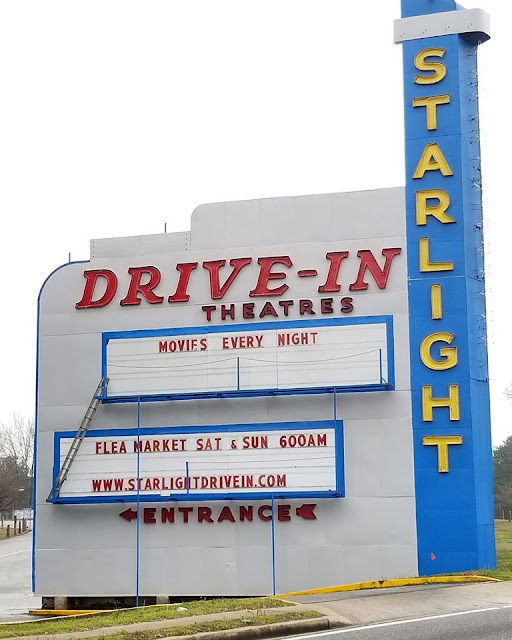 STARLIGHT
DRIVE-IN
THEATRES
MOVIES EVERY NIGHT
FLEA MARKET SAT & SUN 600AM
WWW.STARLIGHTDRIVEIN.COM
ENTRANCE